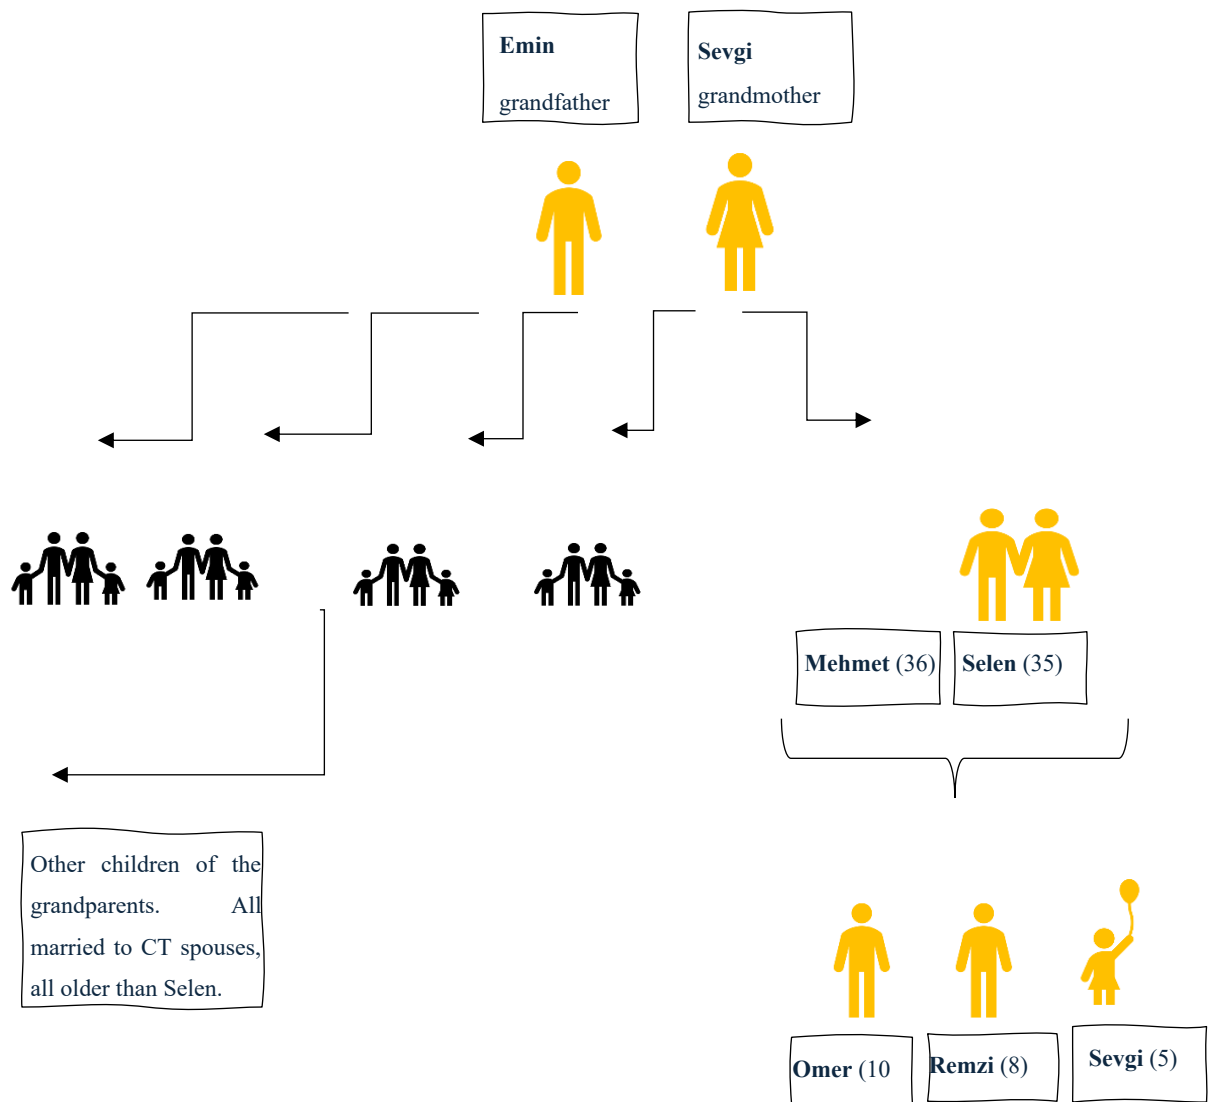 Emin
grandfather
Sevgi
grandmother
Mehmet (36)
Selen (35)
Other children of the
grandparents. All
married to CT spouses,
all older than Selen.
Omer (10
Remzi (8)
Sevgi (5)